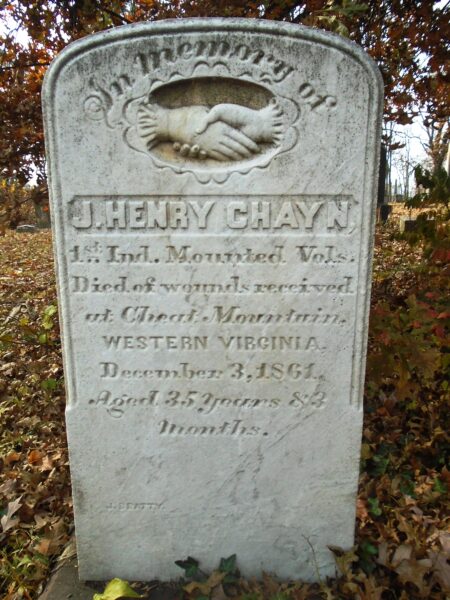 In memory of
J. HENRY CHAYN,
1st Ind. Mounted Vols.
Died of wounds received
at Cheat Mountain,
WESTERN VIRGINIA.
December 3, 1861.
Aged 35 Years & 3
months.
J. BEATTY.